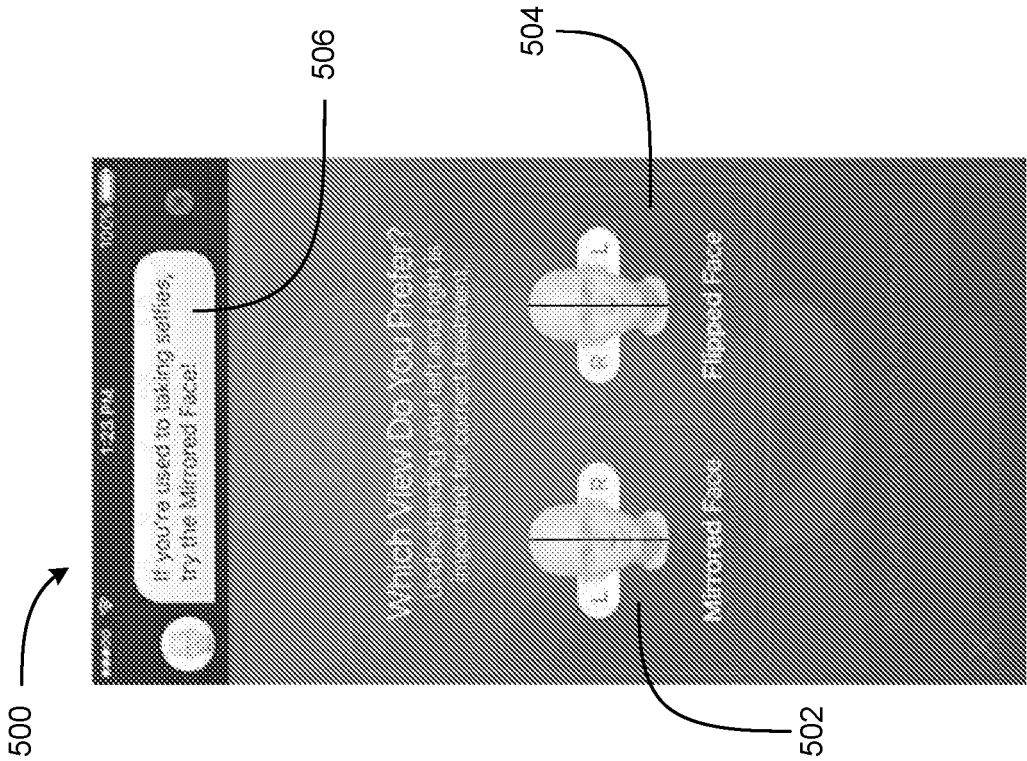 500
506
504
502
1:23 PM
If you're used to taking selfies,
try the Mirrored Face!
Which View Do You Prefer?
L R
R L
Mirrored Face
Flipped Face